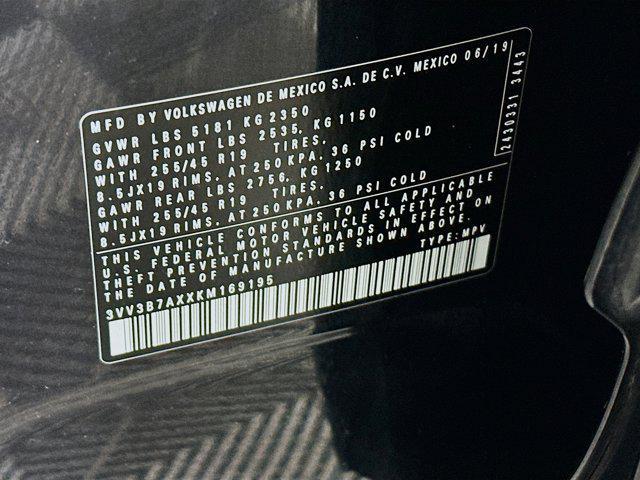 MFD BY VOLKSWAGEN DE MEXICO S.A. DE C.V. MEXICO 06/19
GVWR LBS 5181 KG 2350
GAWR FRONT LBS 2535, KG 1150
WITH 255/45 R19 TIRES,
8.5JX19 RIMS, AT 250 KPA, 36 PSI COLD
GAWR REAR LBS 2756, KG 1250
WITH 255/45 R19 TIRES,
8.5JX19 RIMS, AT 250 KPA, 36 PSI COLD
THIS VEHICLE CONFORMS TO ALL APPLICABLE
U.S. FEDERAL MOTOR VEHICLE SAFETY AND
THEFT PREVENTION STANDARDS IN EFFECT ON
THE DATE OF MANUFACTURE SHOWN ABOVE.
3VV3B7AXXKM169195 TYPE: MPV
2430331 3443